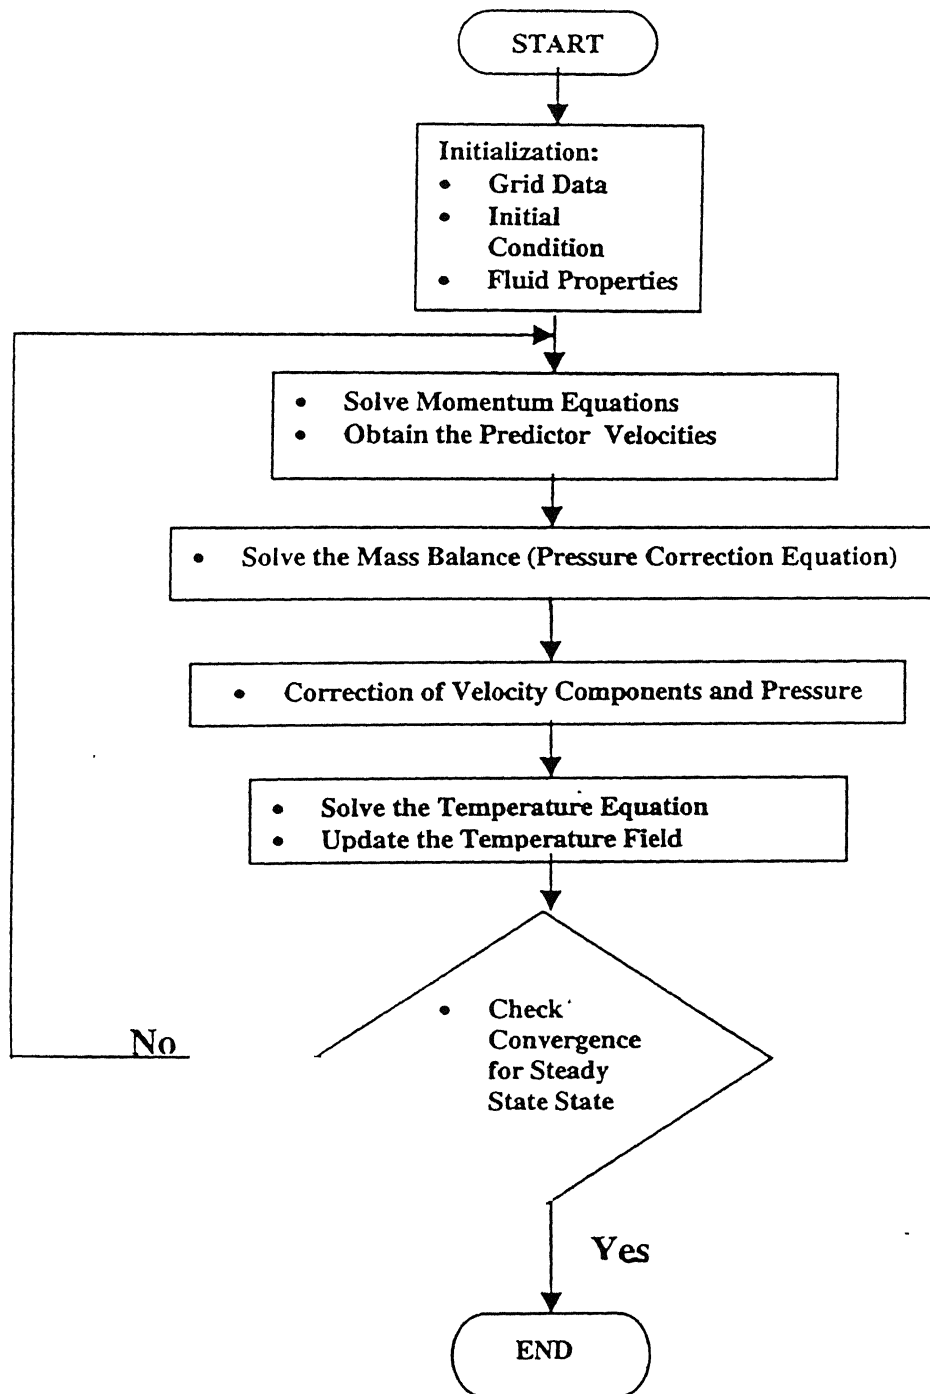 START
Initialization:
• Grid Data
• Initial
Condition
• Fluid Properties
• Solve Momentum Equations
• Obtain the Predictor Velocities
• Solve the Mass Balance (Pressure Correction Equation)
• Correction of Velocity Components and Pressure
• Solve the Temperature Equation
• Update the Temperature Field
• Check
Convergence
for Steady
State State
No
Yes
END